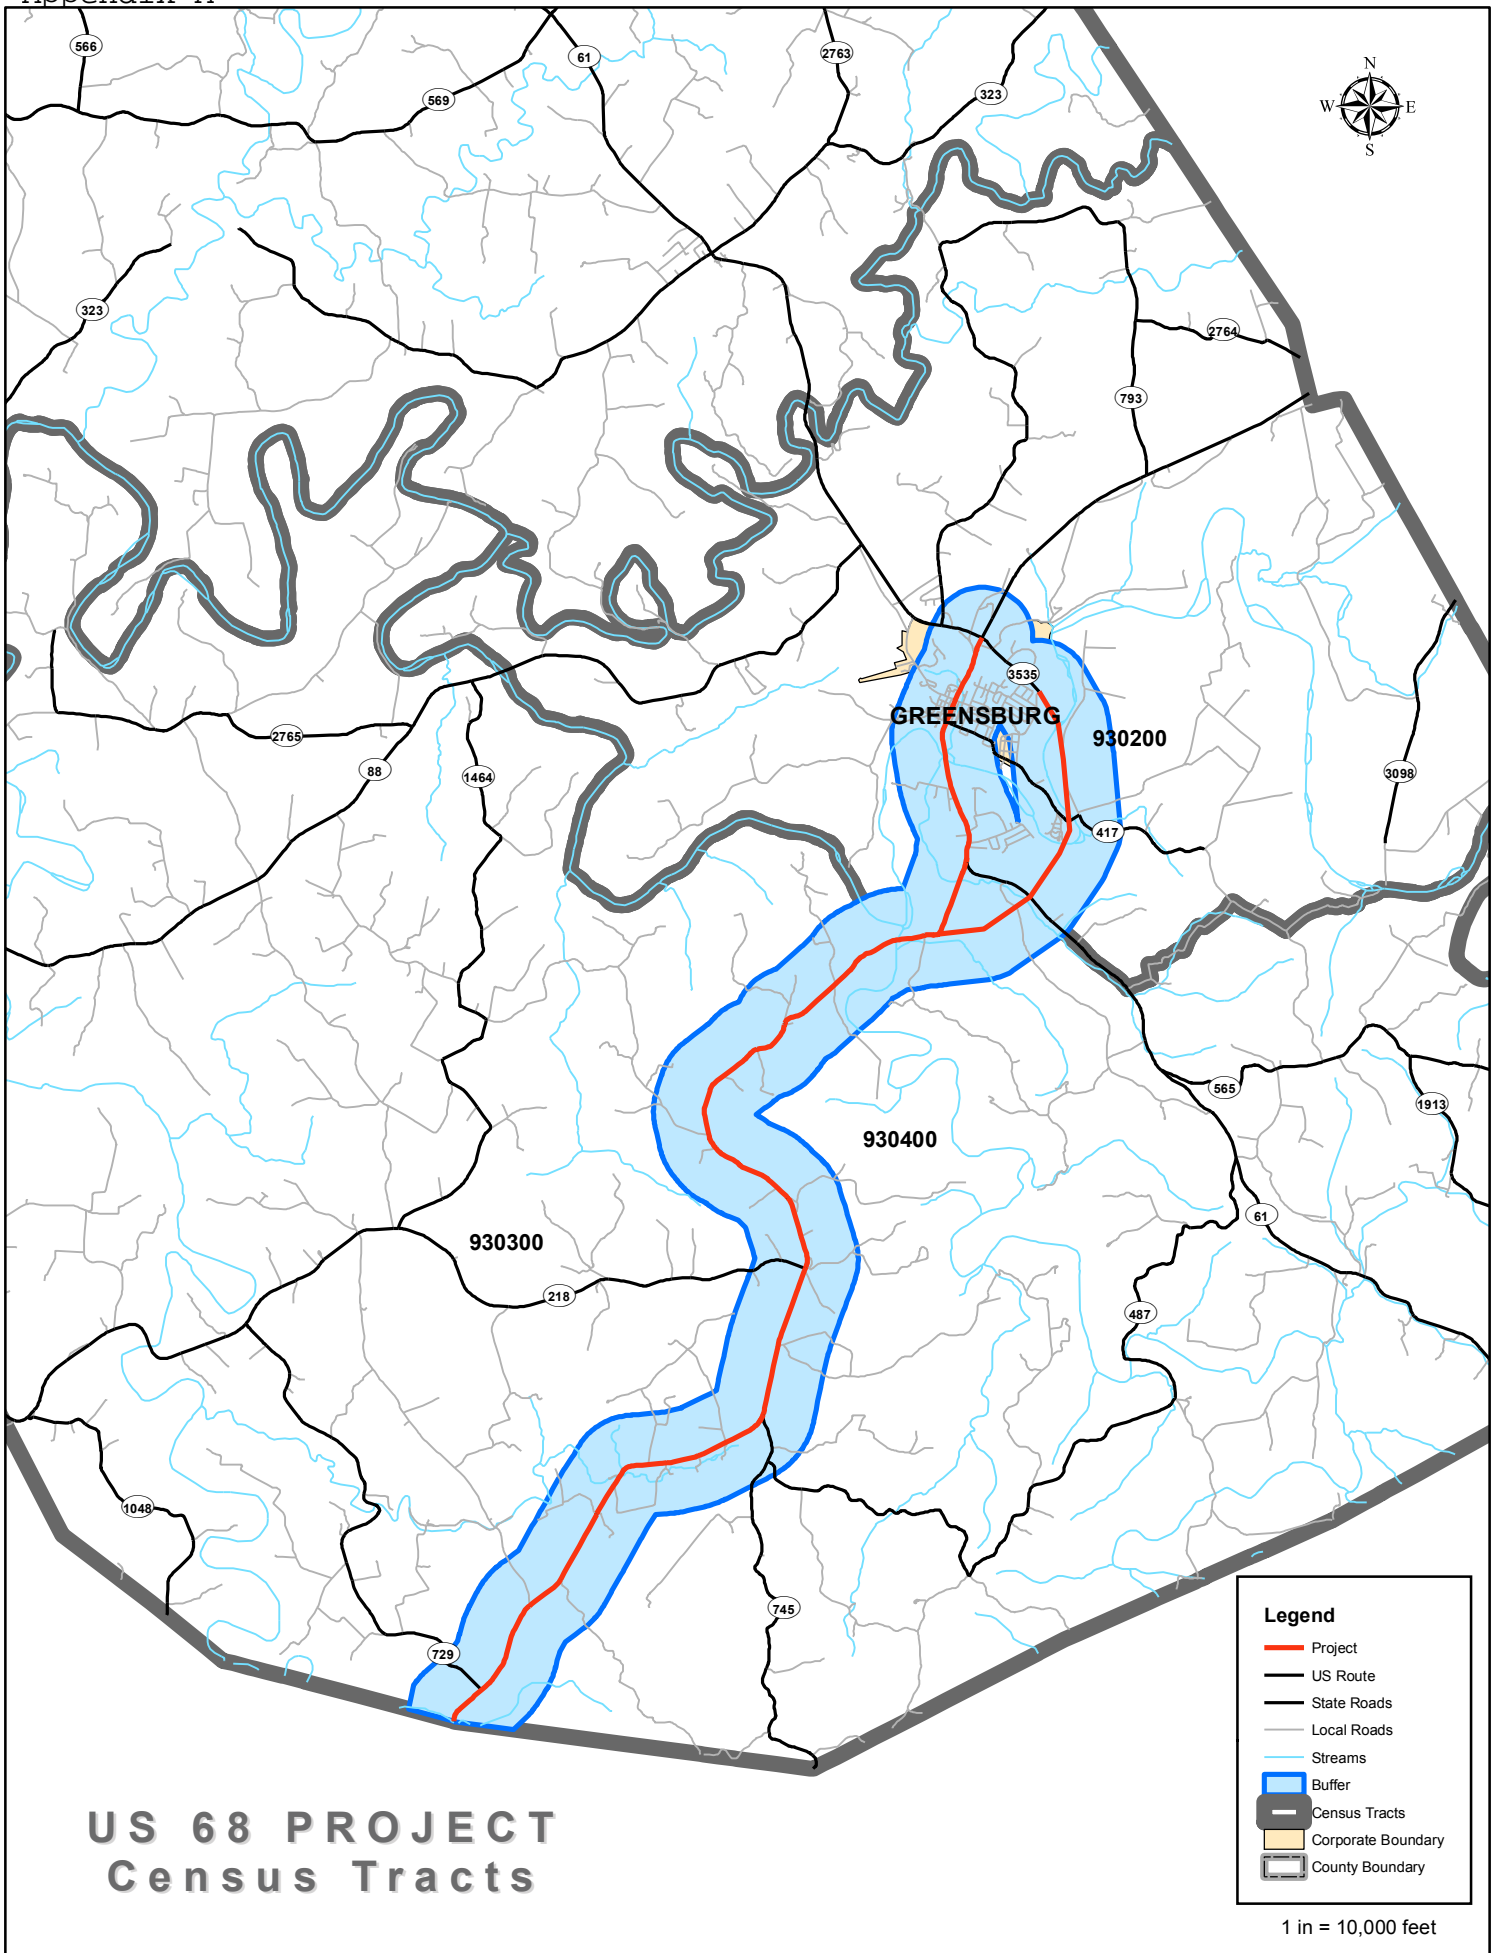 Appendix A
566
61
2763
569
323
N
W
E
S
323
2764
793
3535
GREENSBURG
930200
2765
88
1464
3098
417
565
1913
930400
61
930300
218
487
1048
745
729
Legend
Project
US Route
State Roads
Local Roads
Streams
Buffer
Census Tracts
Corporate Boundary
County Boundary
US 68 PROJECT
Census Tracts
1 in = 10,000 feet